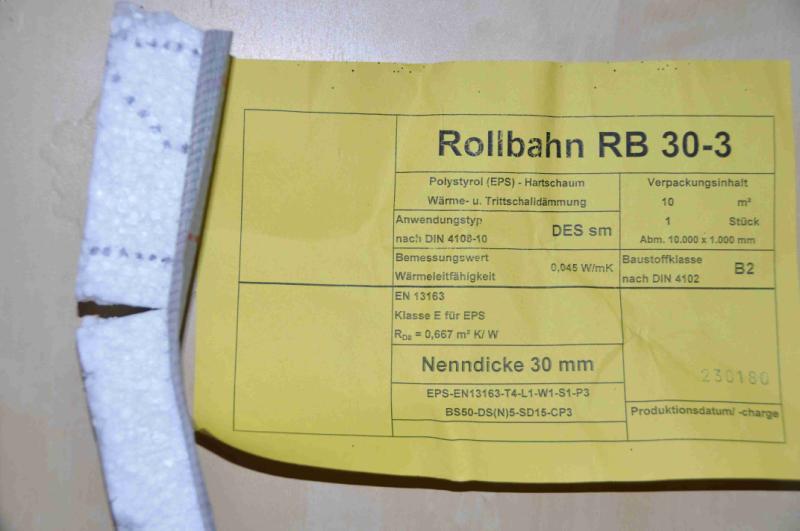 Rollbahn RB 30-3
Polystyrol (EPS) - Hartschaum
Wärme- u. Trittschalldämmung
Verpackungsinhalt
10 m²
1 Stück
Abm. 10.000 x 1.000 mm
Anwendungstyp
nach DIN 4108-10
DES sm
Bemessungswert
Wärmeleitfähigkeit
0,045 W/mK
Baustoffklasse
nach DIN 4102
B2
EN 13163
Klasse E für EPS
= 0,667 m² K/ W
Nenndicke 30 mm
EPS-EN13163-T4-L1-W1-S1-P3
BS50-DS(N)5-SD15-CP3
230180
Produktionsdatum/ -charge